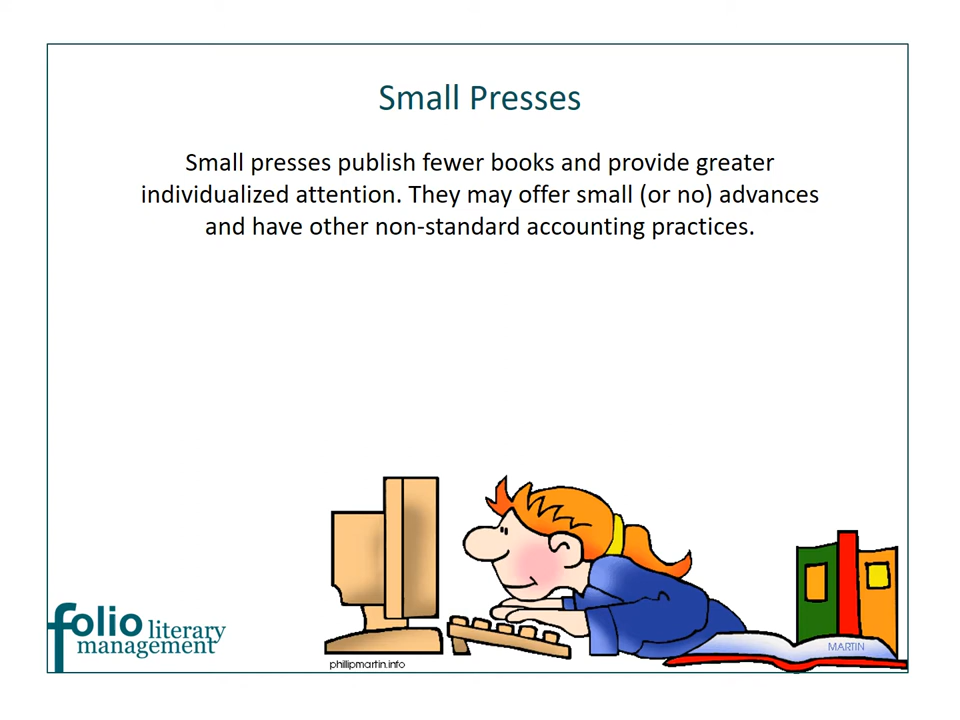 Small Presses
Small presses publish fewer books and provide greater
individualized attention. They may offer small (or no) advances
and have other non-standard accounting practices.
folio literary
management
phillipmartin.info
MARTIN